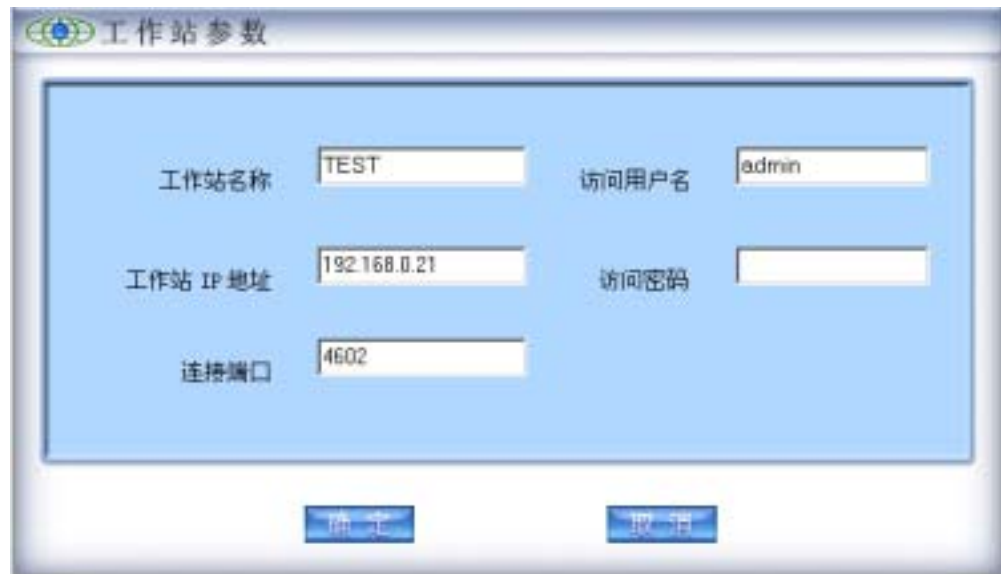 工作站参数
工作站名称 TEST 访问用户名 admin
工作站 IP 地址 192.168.0.21 访问密码
连接端口 4602
确定 取消